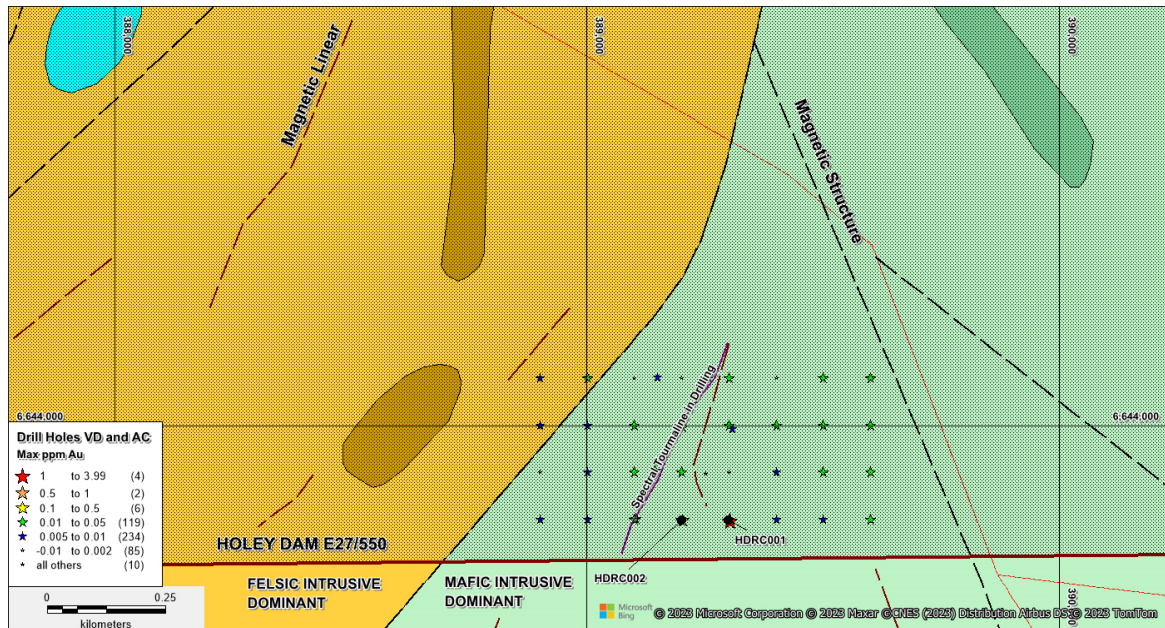 388,000
389,000
390,000
Magnetic Linear
Magnetic Structure
6,644,000
6,644,000
Spectral Tourmaline in Drilling
Drill Holes VD and AC
Max ppm Au
1 to 3.99 (4)
0.5 to 1 (2)
0.1 to 0.5 (6)
0.01 to 0.05 (119)
0.005 to 0.01 (234)
-0.01 to 0.002 (85)
all others (10)
HDRC001
HOLEY DAM E27/550
HDRC002
FELSIC INTRUSIVE
DOMINANT
MAFIC INTRUSIVE
DOMINANT
0 0.25
kilometers
Microsoft
Bing
© 2023 Microsoft Corporation © 2023 Maxar ©CNES (2023) Distribution Airbus DS © 2023 TomTom